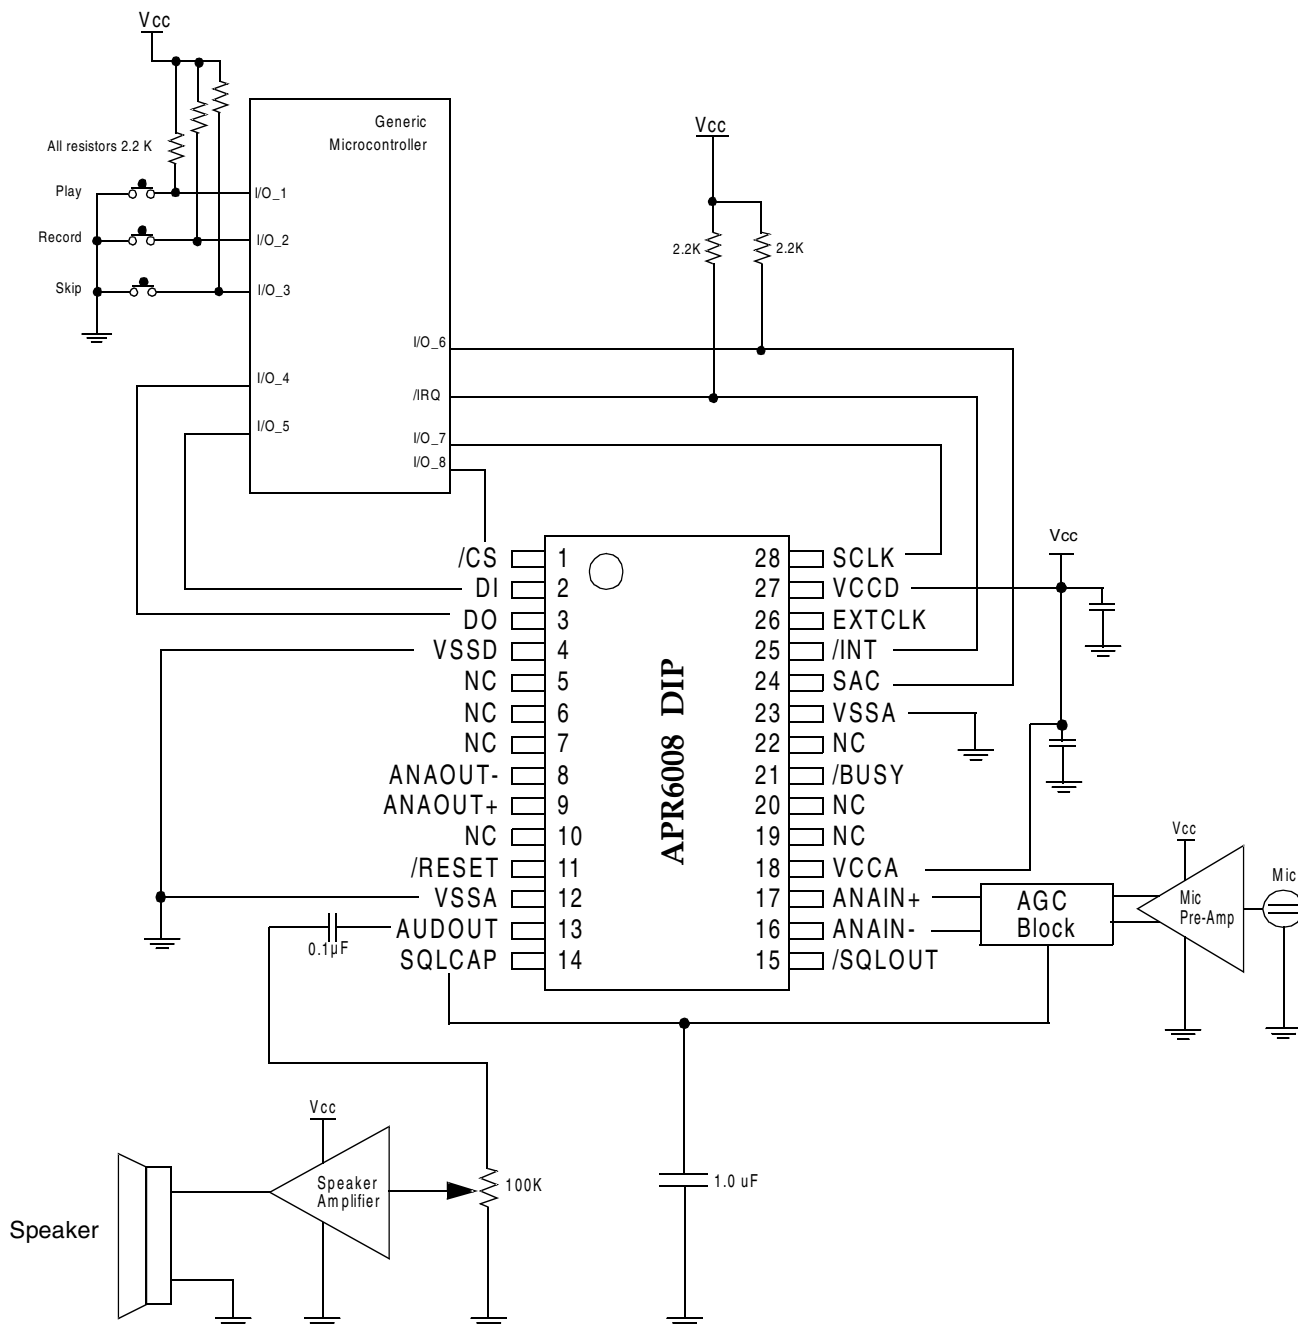 Vcc
Generic
Microcontroller
All resistors 2.2 K
Play
Record
Skip
I/O_1
I/O_2
I/O_3
I/O_4
I/O_5
I/O_6
/IRQ
I/O_7
I/O_8
Vcc
2.2K
2.2K
APR6008 DIP
/CS 1
DI 2
DO 3
VSSD 4
NC 5
NC 6
NC 7
ANAOUT- 8
ANAOUT+ 9
NC 10
/RESET 11
VSSA 12
AUDOUT 13
SQLCAP 14
28 SCLK
27 VCCD
26 EXTCLK
25 /INT
24 SAC
23 VSSA
22 NC
21 /BUSY
20 NC
19 NC
18 VCCA
17 ANAIN+
16 ANAIN-
15 /SQLOUT
Vcc
Vcc
Mic
AGC
Block
Mic
Pre-Amp
0.1µF
Vcc
Speaker
Amplifier
100K
1.0 uF
Speaker